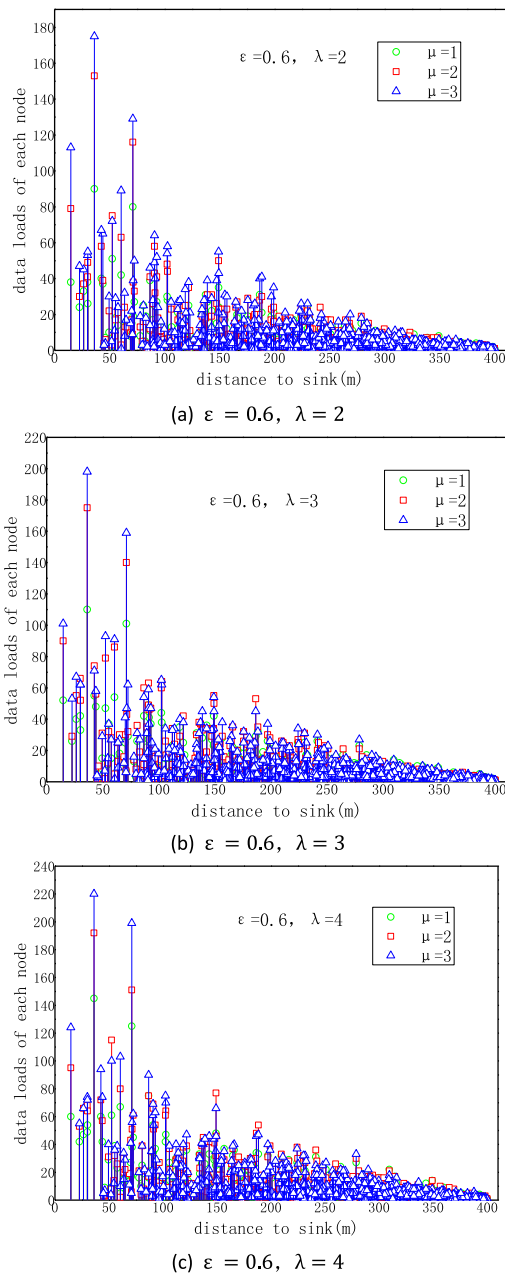 data loads of each node
180
160
140
120
100
80
60
40
20
0
ε=0.6, λ=2
μ=1
μ=2
μ=3
0 50 100 150 200 250 300 350 400
distance to sink(m)
(a) ε = 0.6, λ = 2
data loads of each node
220
200
180
160
140
120
100
80
60
40
20
0
ε=0.6, λ=3
μ=1
μ=2
μ=3
0 50 100 150 200 250 300 350 400
distance to sink(m)
(b) ε = 0.6, λ = 3
data loads of each node
240
220
200
180
160
140
120
100
80
60
40
20
0
ε=0.6, λ=4
μ=1
μ=2
μ=3
0 50 100 150 200 250 300 350 400
distance to sink(m)
(c) ε = 0.6, λ = 4